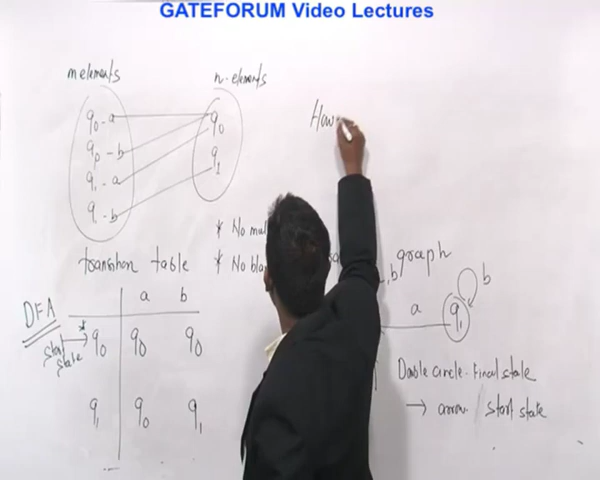 GATEFORUM Video Lectures
m elements
n-elements
q0-a
q0-b
q1-a
q1-b
q0
q1
How
* No mul
* No bla
transition table
graph
DFA
a b
start state → * q0 q0 q0
q1 q0 q1
a,b
a
q1
b
Double circle - Final state
→ arrow / start state